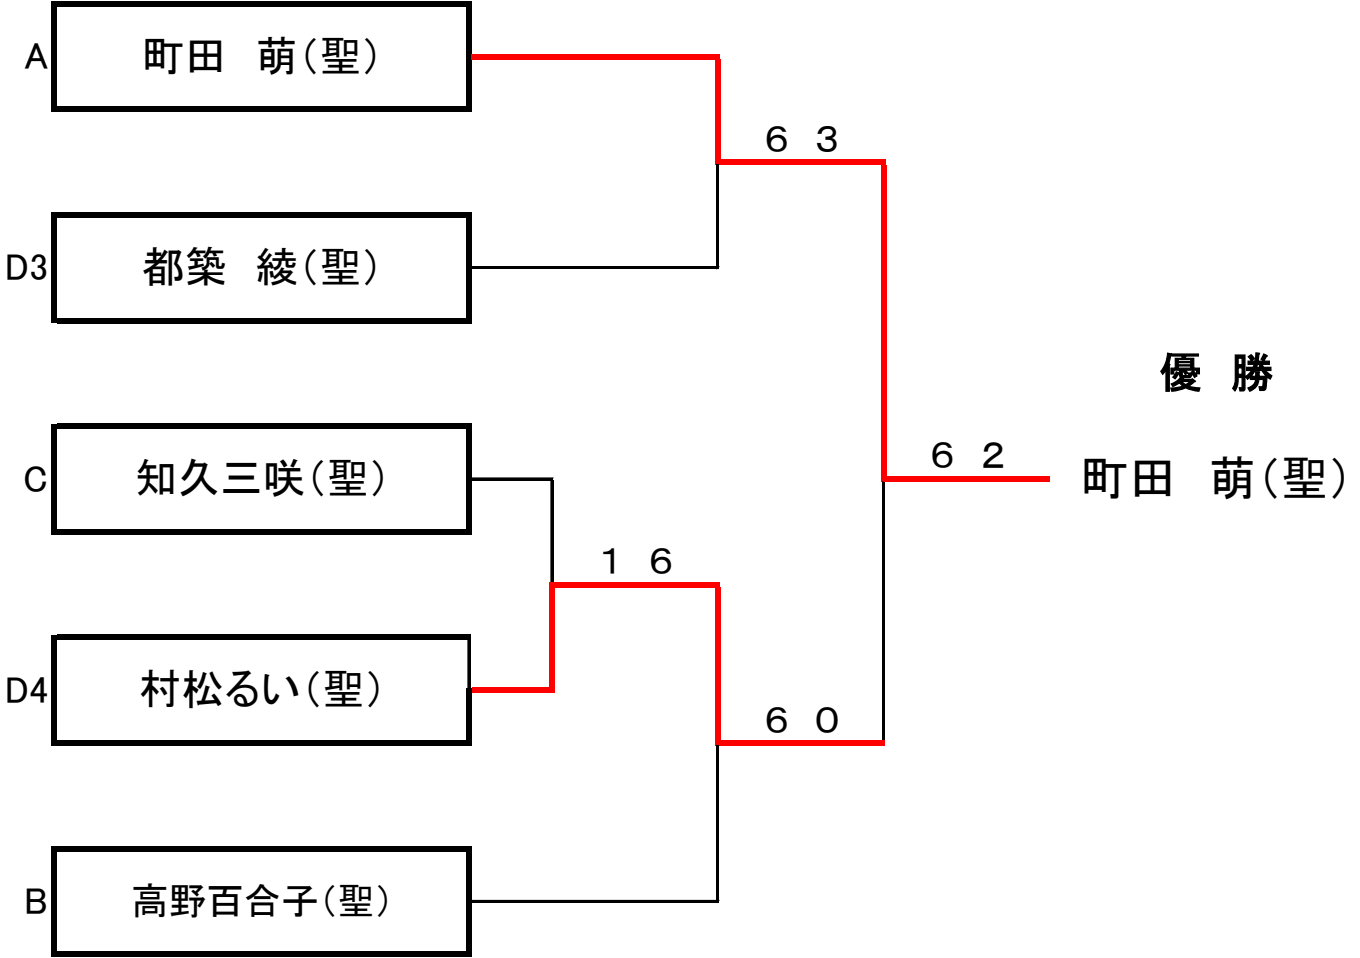 A
町田　萌（聖）
６　３
D3
都築　綾（聖）
優　勝
C
知久三咲（聖）
６　２
町田　萌（聖）
１　６
D4
村松るい（聖）
６　０
B
高野百合子（聖）